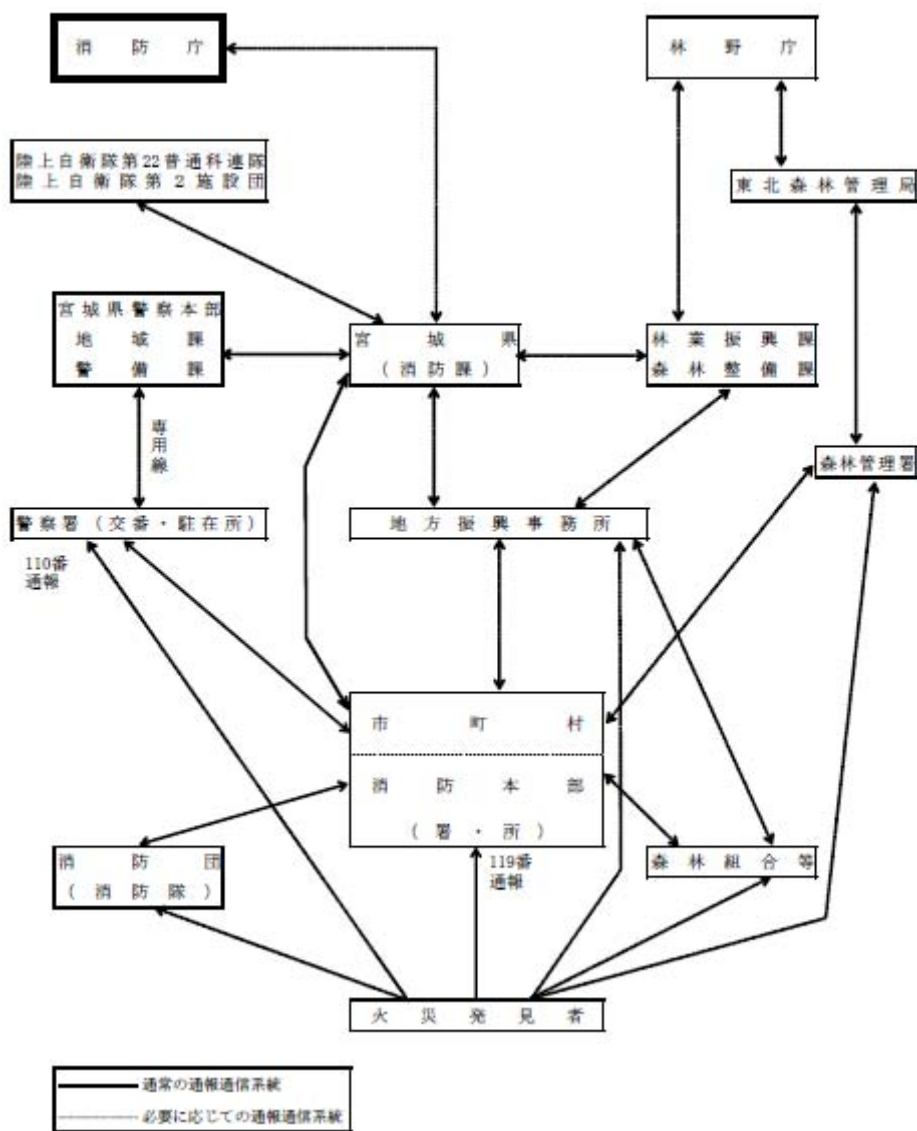 消防庁
林野庁
陸上自衛隊第22普通科連隊
陸上自衛隊第2施設団
東北森林管理局
宮城県警察本部
地域課
警備課
宮城県
(消防課)
林業振興課
森林整備課
専用線
森林管理署
警察署(交番・駐在所)
地方振興事務所
110番
通報
市町村
消防本部
(署・所)
消防団
(消防隊)
119番
通報
森林組合等
火災発見者
通常の通報通信系統
必要に応じての通報通信系統